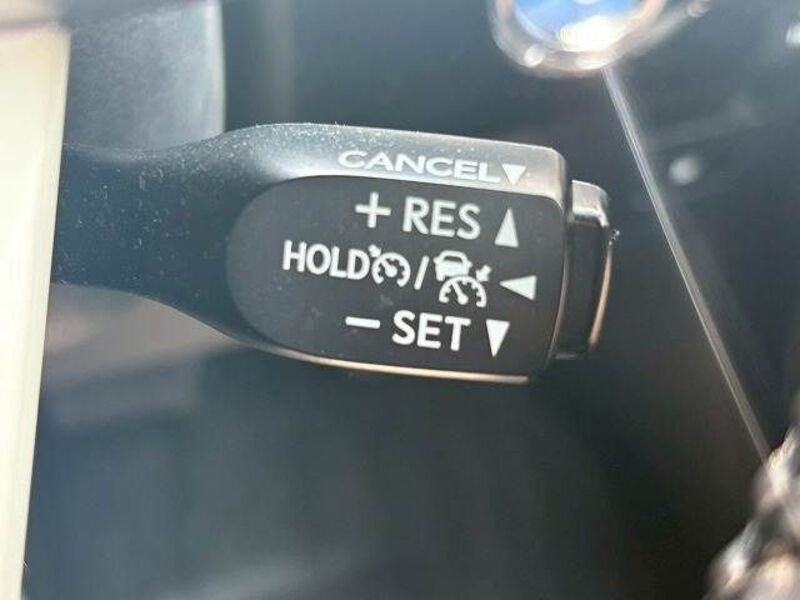 CANCEL▼
+ RES ▲
HOLD / ◀
− SET ▼